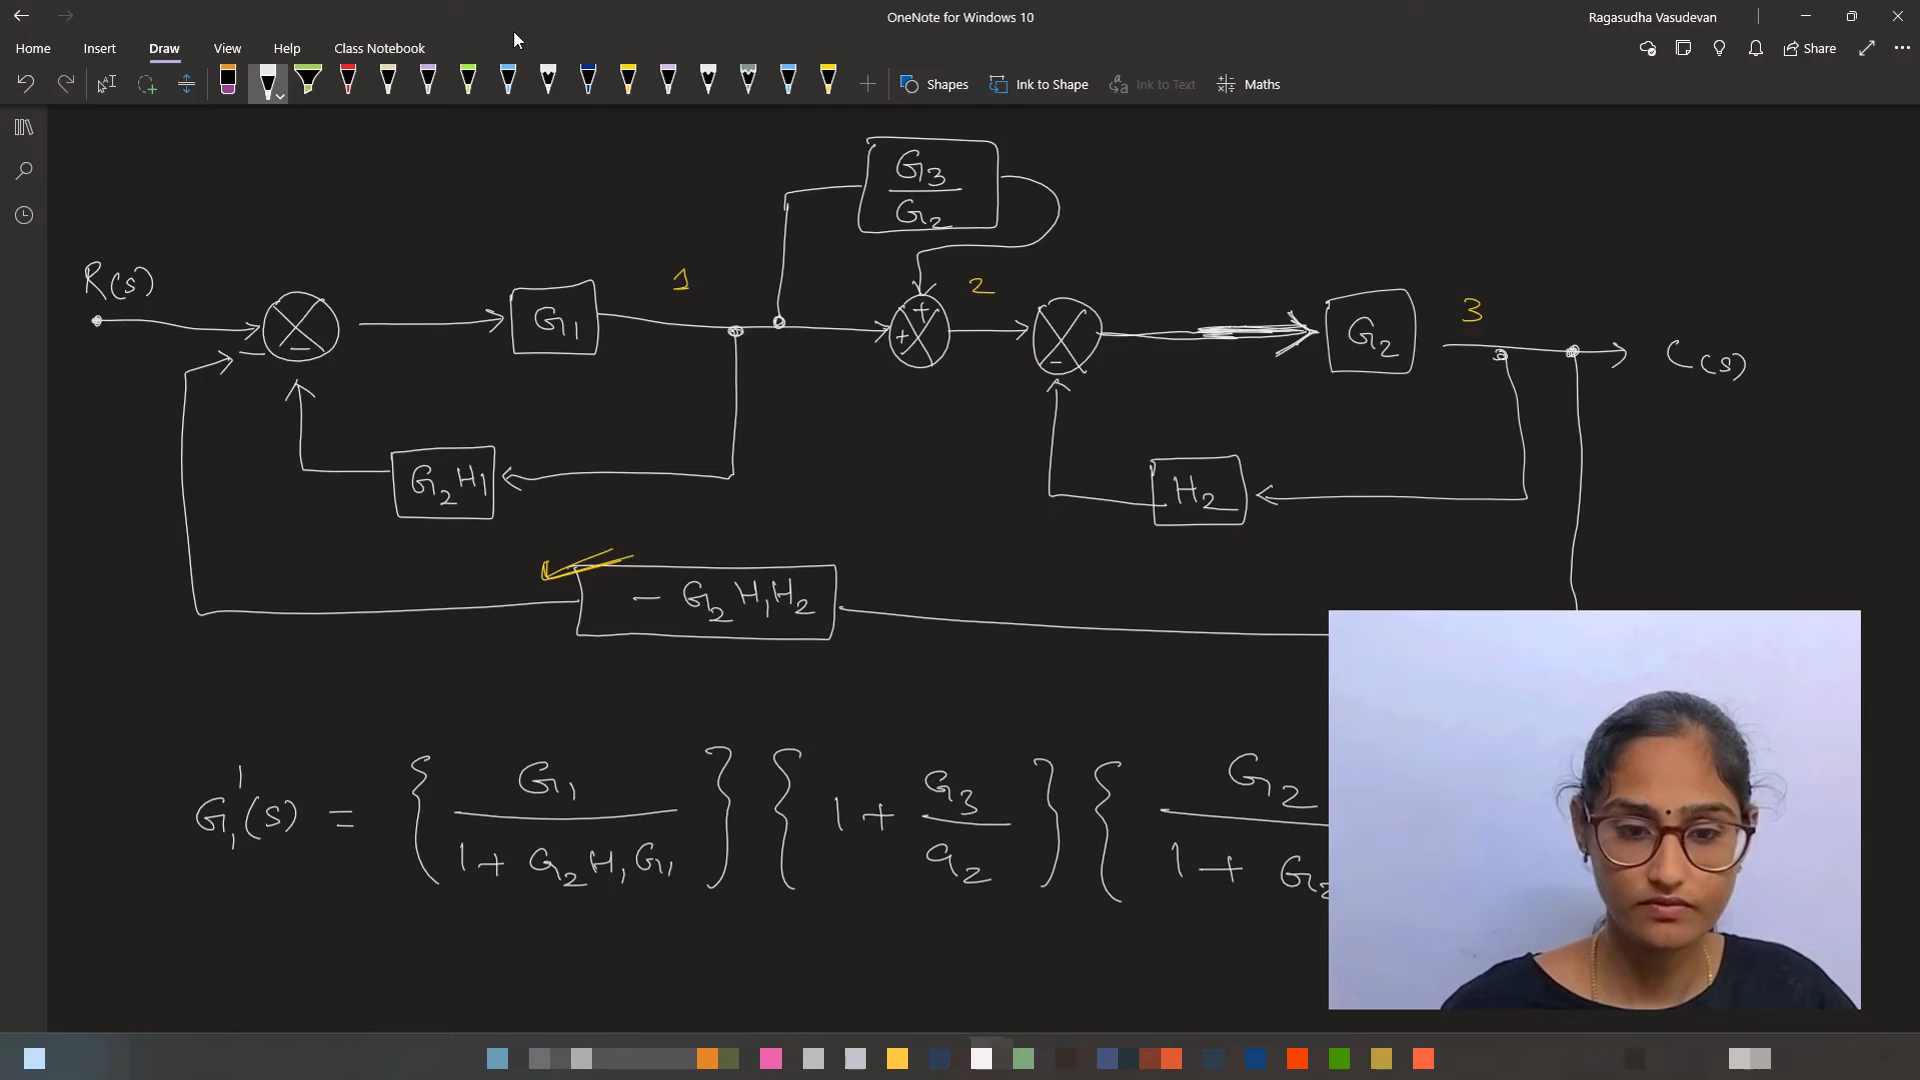 OneNote for Windows 10
Ragasudha Vasudevan
Home Insert Draw View Help Class Notebook
Share
Shapes Ink to Shape Ink to Text Maths
G3
G2
R(s)
1
2
3
G1
+
+
G2
C(s)
−
−
−
G2H1
H2
− G2H1H2
G1'(s) = { G1 / 1 + G2H1G1 } { 1 + G3 / G2 } { G2 / 1 + G2